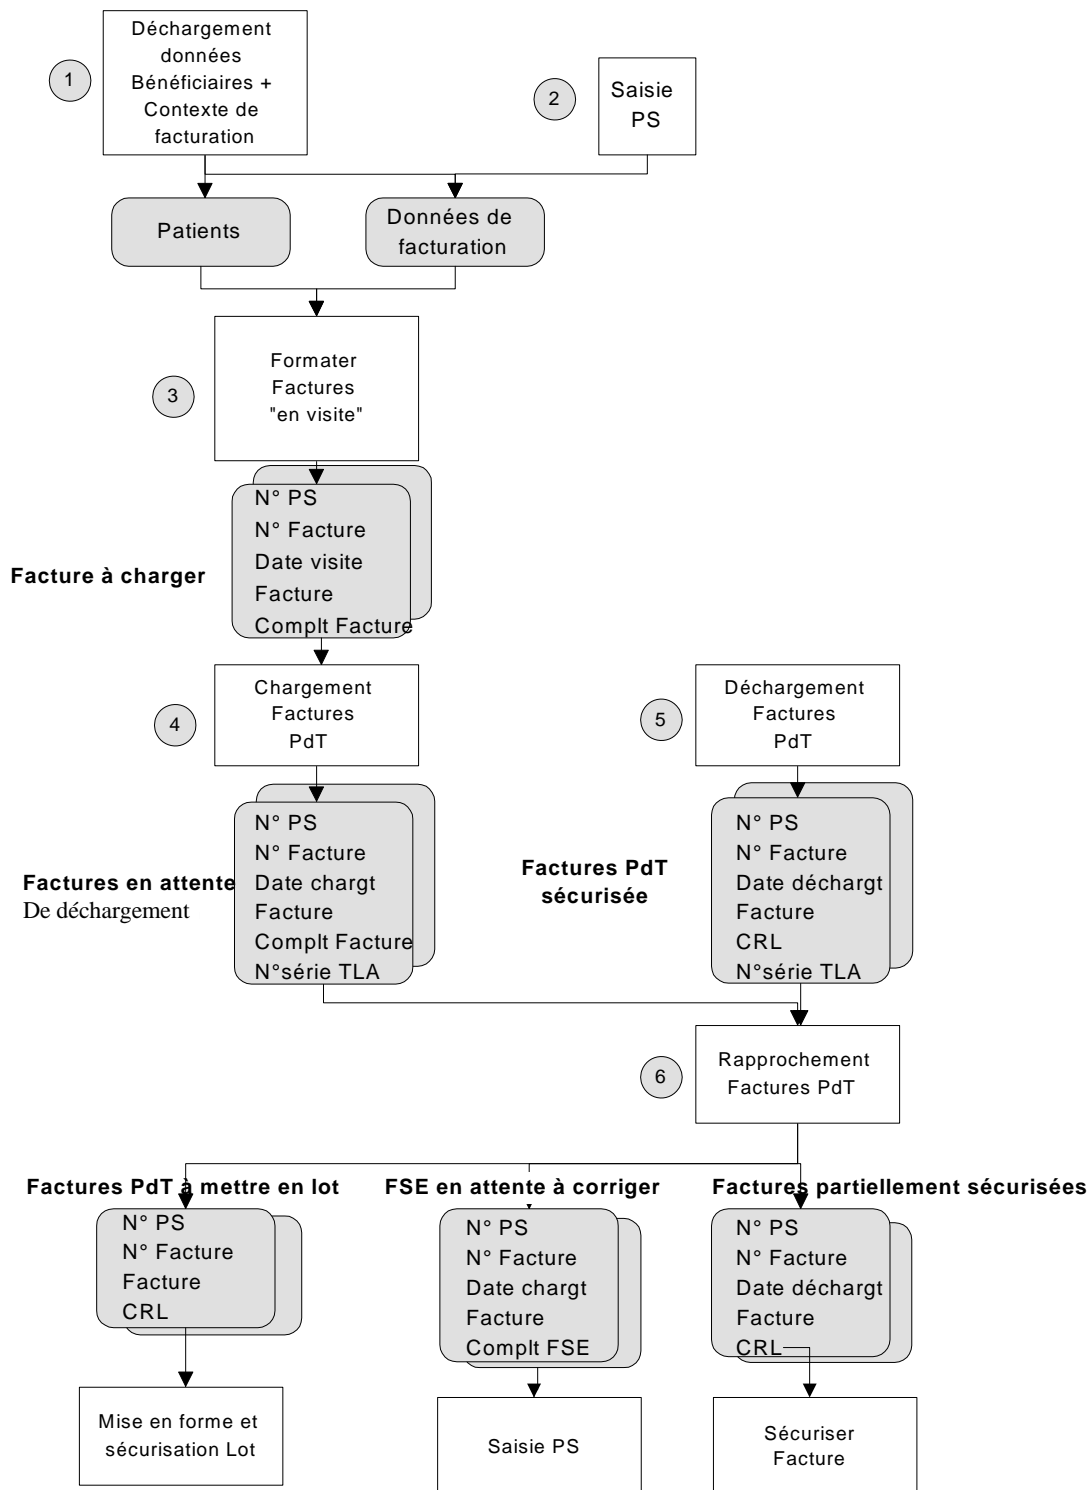 Déchargement
données
Bénéficiaires +
Contexte de
facturation
1
2
Saisie
PS
Patients
Données de
facturation
3
Formater
Factures
"en visite"
Facture à charger
N° PS
N° Facture
Date visite
Facture
Complt Facture
4
Chargement
Factures
PdT
5
Déchargement
Factures
PdT
Factures en attente
De déchargement
N° PS
N° Facture
Date chargt
Facture
Complt Facture
N°série TLA
Factures PdT
sécurisée
N° PS
N° Facture
Date déchargt
Facture
CRL
N°série TLA
6
Rapprochement
Factures PdT
Factures PdT à mettre en lot
N° PS
N° Facture
Facture
CRL
FSE en attente à corriger
N° PS
N° Facture
Date chargt
Facture
Complt FSE
Factures partiellement sécurisées
N° PS
N° Facture
Date déchargt
Facture
CRL
Mise en forme et
sécurisation Lot
Saisie PS
Sécuriser
Facture